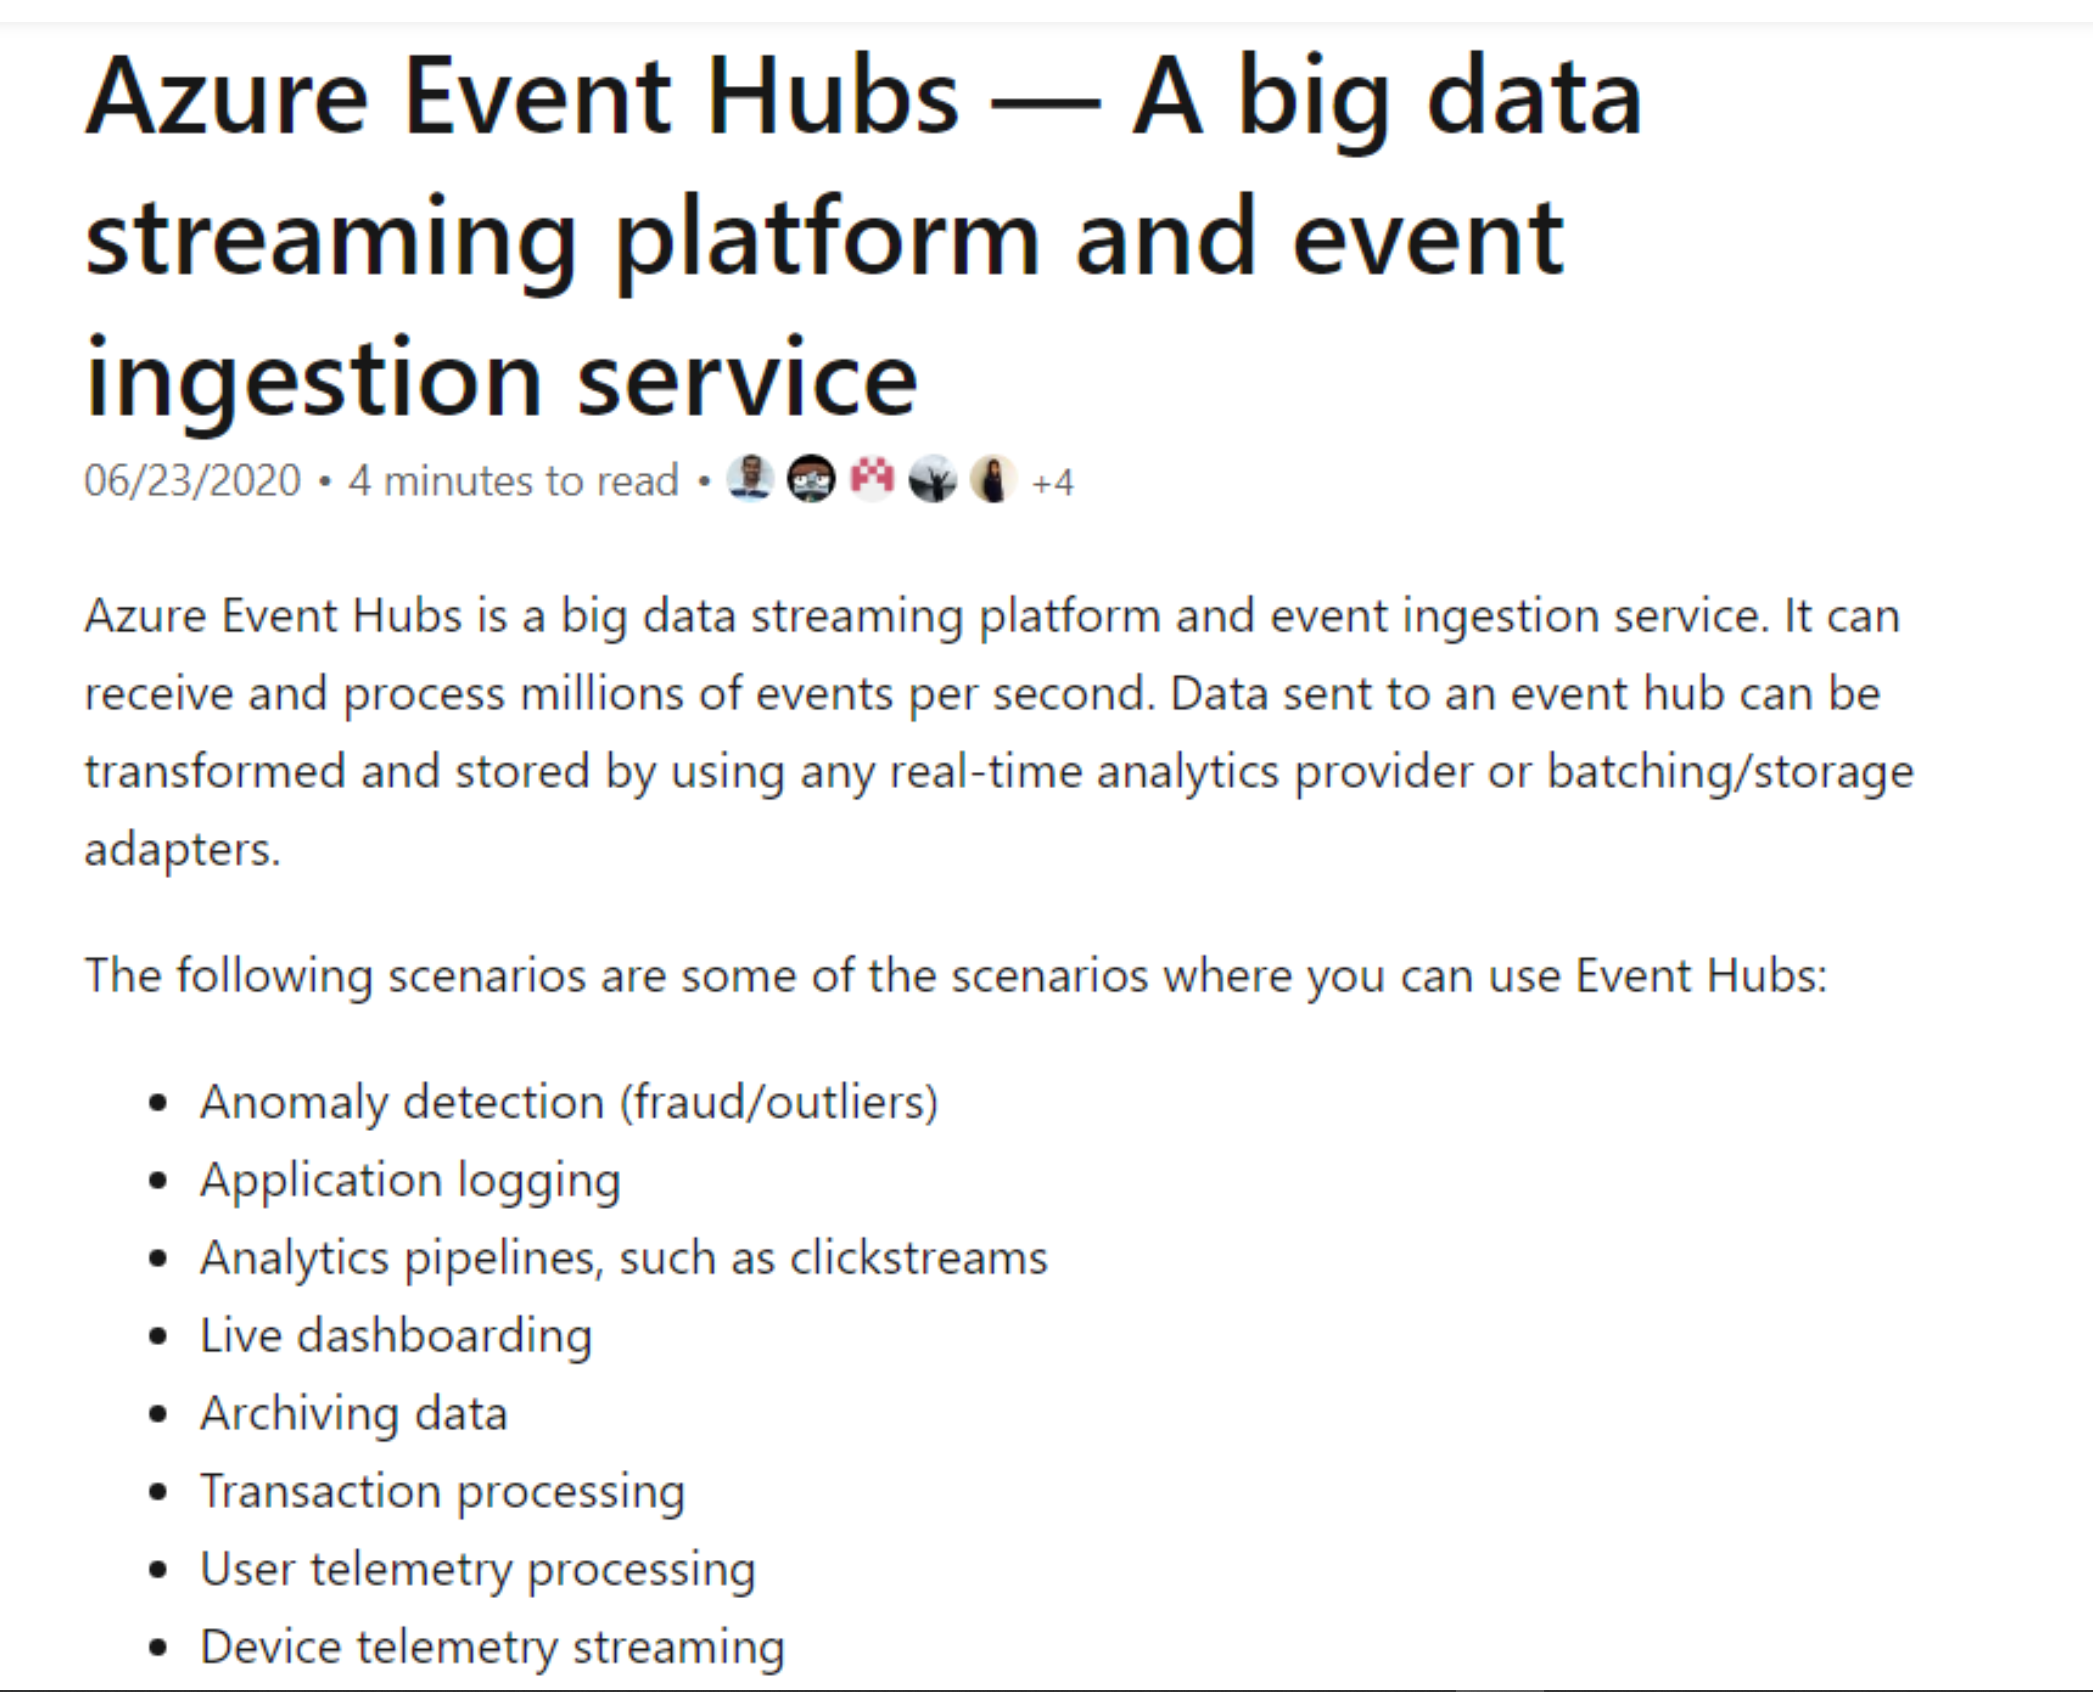 Azure Event Hubs — A big data
streaming platform and event
ingestion service
06/23/2020 • 4 minutes to read • +4
Azure Event Hubs is a big data streaming platform and event ingestion service. It can
receive and process millions of events per second. Data sent to an event hub can be
transformed and stored by using any real-time analytics provider or batching/storage
adapters.
The following scenarios are some of the scenarios where you can use Event Hubs:
• Anomaly detection (fraud/outliers)
• Application logging
• Analytics pipelines, such as clickstreams
• Live dashboarding
• Archiving data
• Transaction processing
• User telemetry processing
• Device telemetry streaming